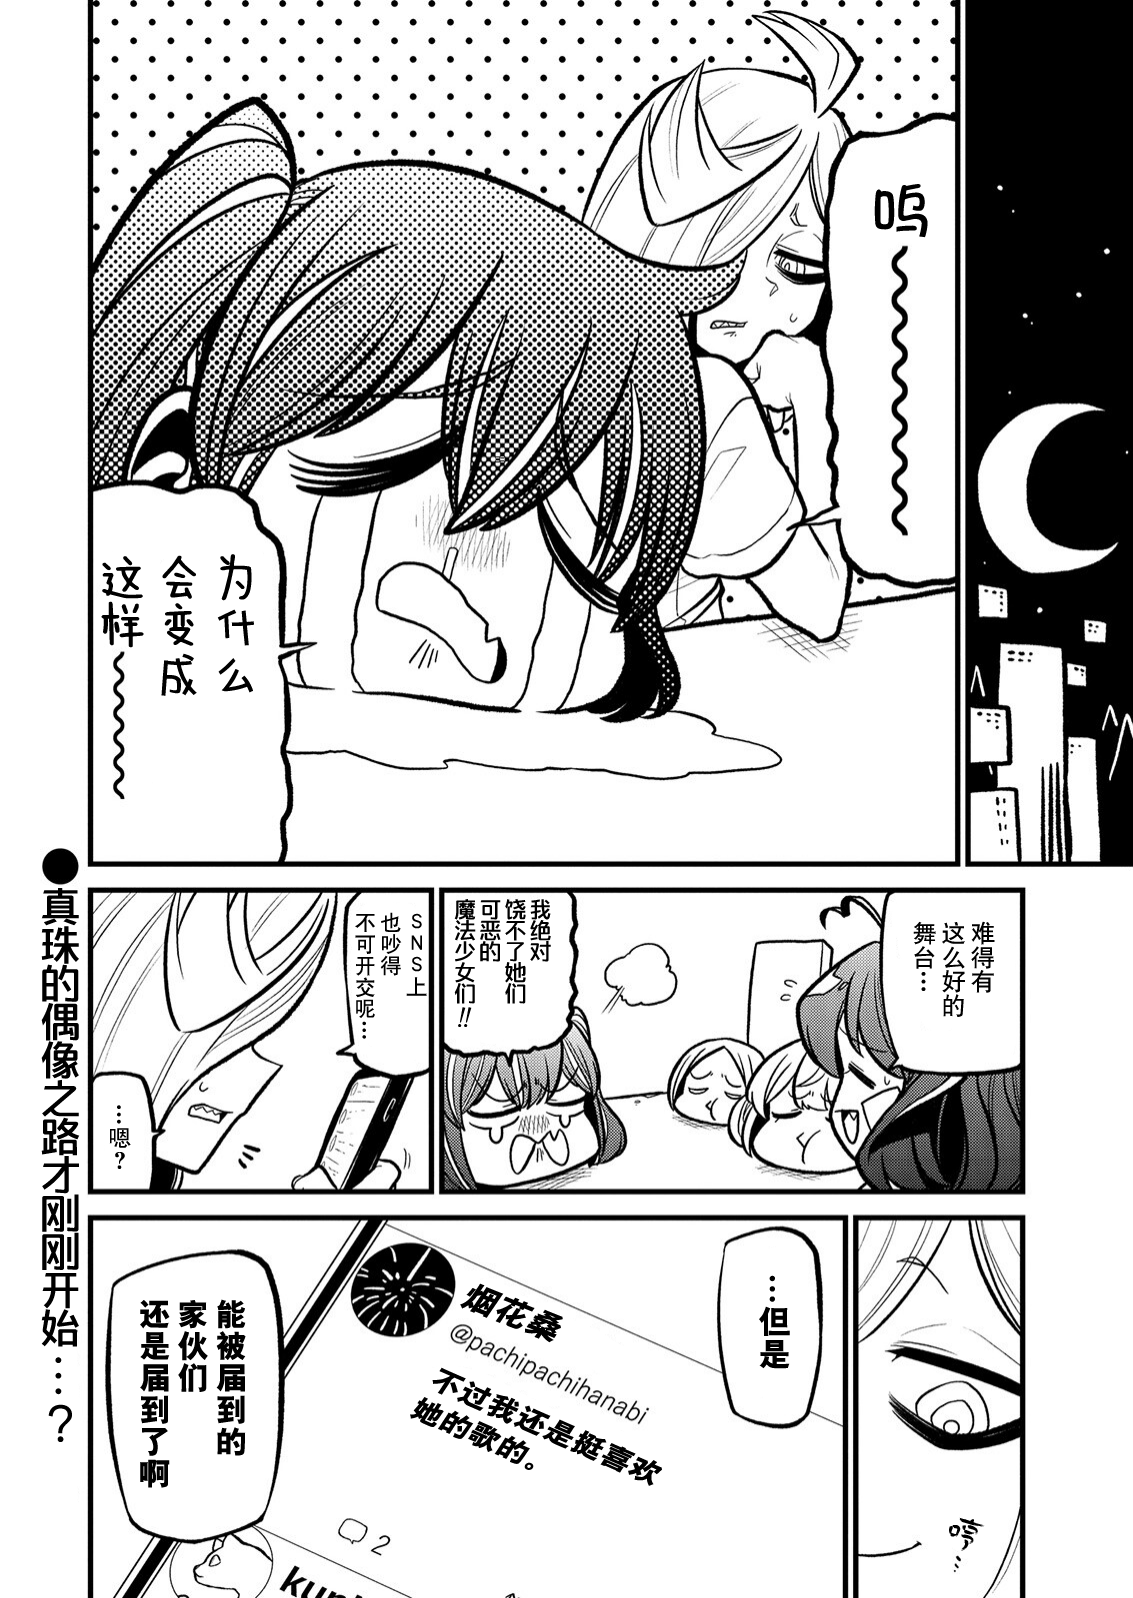 呜～～～
为什么
会变成
这样～～～
难得有
这么好的
舞台…
我绝对
饶不了她们
可恶的
魔法少女们!!
SNS上
也吵得
不可开交呢…
…嗯?
哼…
…但是
烟花桑
@pachipachihanabi
不过我还是挺喜欢
她的歌的。
2
能被届到的
家伙们
还是届到了啊
●真珠的偶像之路才刚刚开始…?